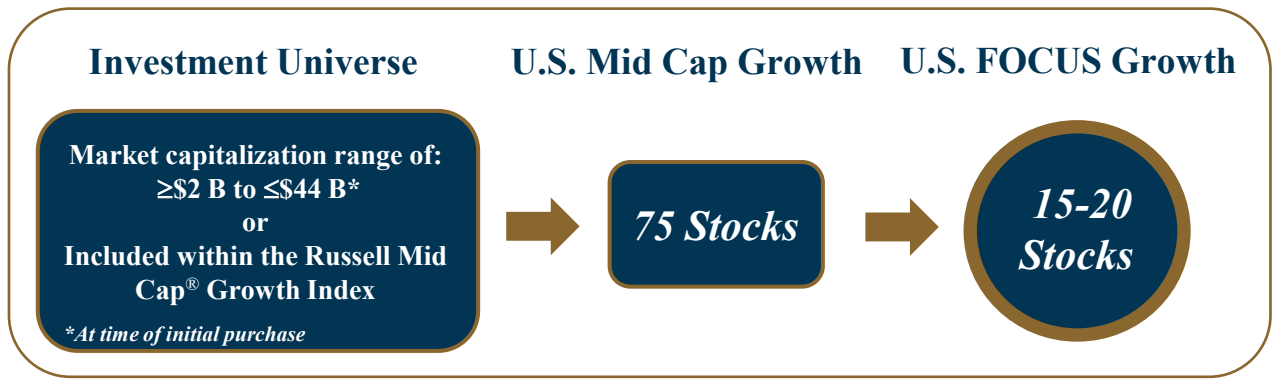 Investment Universe
U.S. Mid Cap Growth
U.S. FOCUS Growth
Market capitalization range of:
≥$2 B to ≤$44 B*
or
Included within the Russell Mid
Cap® Growth Index
*At time of initial purchase
75 Stocks
15-20
Stocks